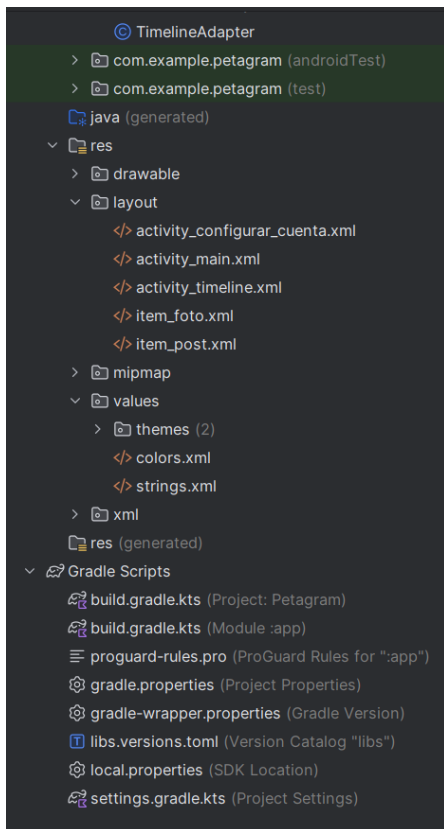 TimelineAdapter
com.example.petagram (androidTest)
com.example.petagram (test)
java (generated)
res
drawable
layout
activity_configurar_cuenta.xml
activity_main.xml
activity_timeline.xml
item_foto.xml
item_post.xml
mipmap
values
themes (2)
colors.xml
strings.xml
xml
res (generated)
Gradle Scripts
build.gradle.kts (Project: Petagram)
build.gradle.kts (Module :app)
proguard-rules.pro (ProGuard Rules for ":app")
gradle.properties (Project Properties)
gradle-wrapper.properties (Gradle Version)
libs.versions.toml (Version Catalog "libs")
local.properties (SDK Location)
settings.gradle.kts (Project Settings)